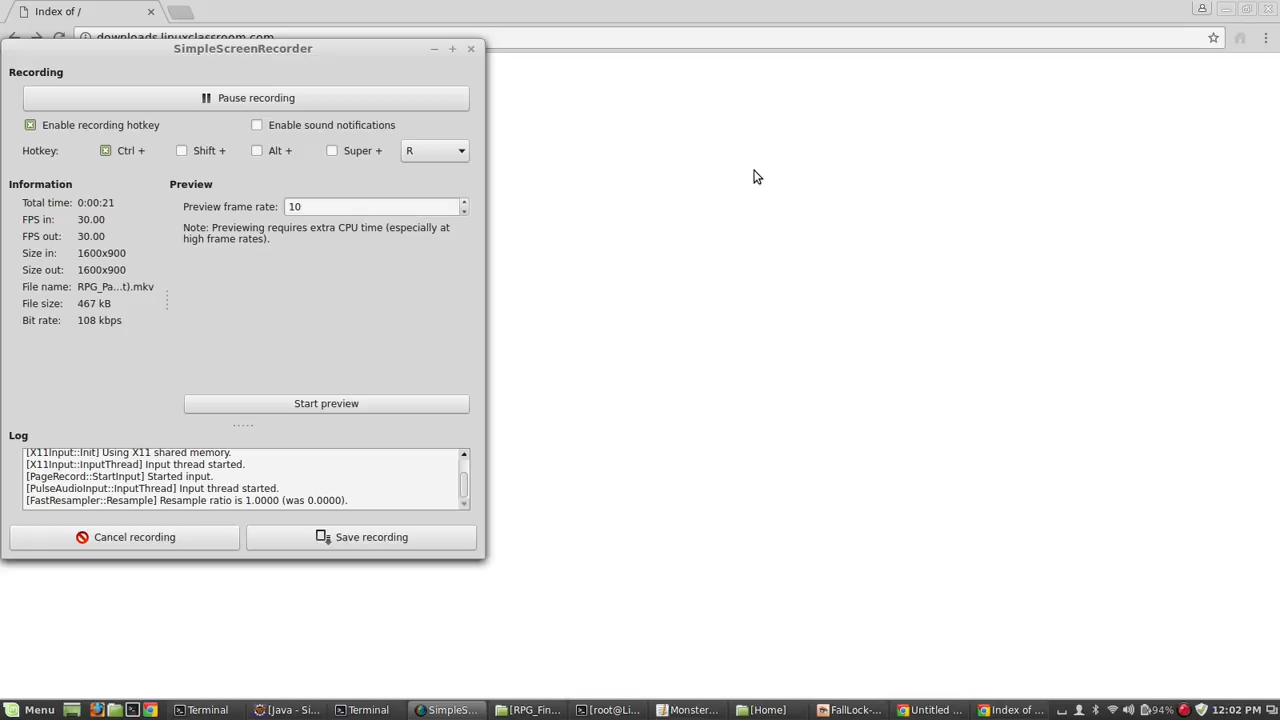 Index of /
downloads.linuxclassroom.com
SimpleScreenRecorder
Recording
Pause recording
Enable recording hotkey
Enable sound notifications
Hotkey:
Ctrl +
Shift +
Alt +
Super +
R
Information
Preview
Total time: 0:00:21
Preview frame rate: 10
FPS in: 30.00
Note: Previewing requires extra CPU time (especially at
high frame rates).
FPS out: 30.00
Size in: 1600x900
Size out: 1600x900
File name: RPG_Pa...t).mkv
File size: 467 kB
Bit rate: 108 kbps
Start preview
Log
[X11Input::Init] Using X11 shared memory.
[X11Input::InputThread] Input thread started.
[PageRecord::StartInput] Started input.
[PulseAudioInput::InputThread] Input thread started.
[FastResampler::Resample] Resample ratio is 1.0000 (was 0.0000).
Cancel recording
Save recording
Menu
Terminal
[Java - Si...
Terminal
SimpleS...
[RPG_Fin...
[root@Li...
Monster...
[Home]
FallLock-...
Untitled ...
Index of ...
94%
12:02 PM